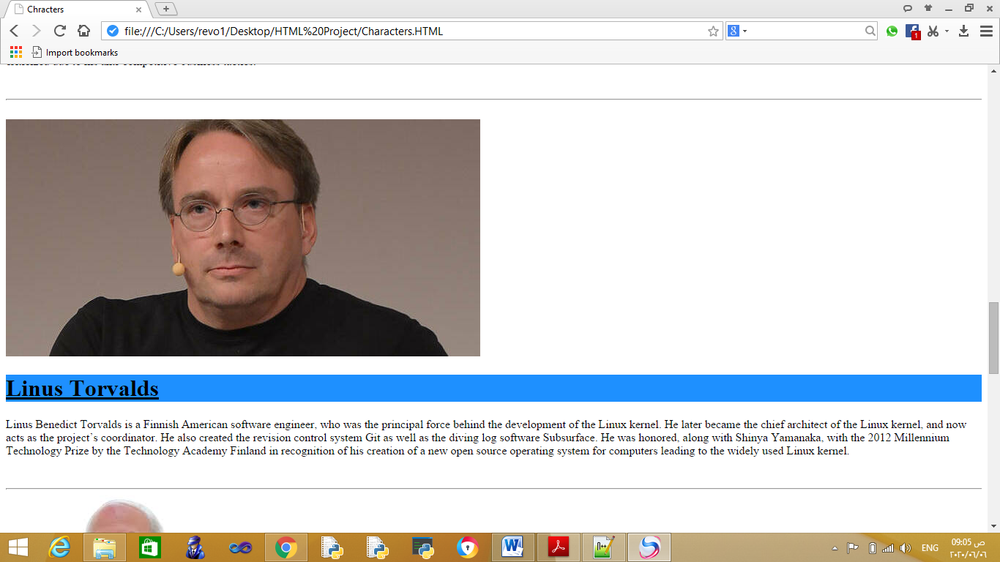 Chracters
file:///C:/Users/revo1/Desktop/HTML%20Project/Characters.HTML
8
1
Import bookmarks
Linus Torvalds
Linus Benedict Torvalds is a Finnish American software engineer, who was the principal force behind the development of the Linux kernel. He later became the chief architect of the Linux kernel, and now
acts as the project`s coordinator. He also created the revision control system Git as well as the diving log software Subsurface. He was honored, along with Shinya Yamanaka, with the 2012 Millennium
Technology Prize by the Technology Academy Finland in recognition of his creation of a new open source operating system for computers leading to the widely used Linux kernel.
ENG
09:05 ص
٢٠٢٠/٠٦/٠٦